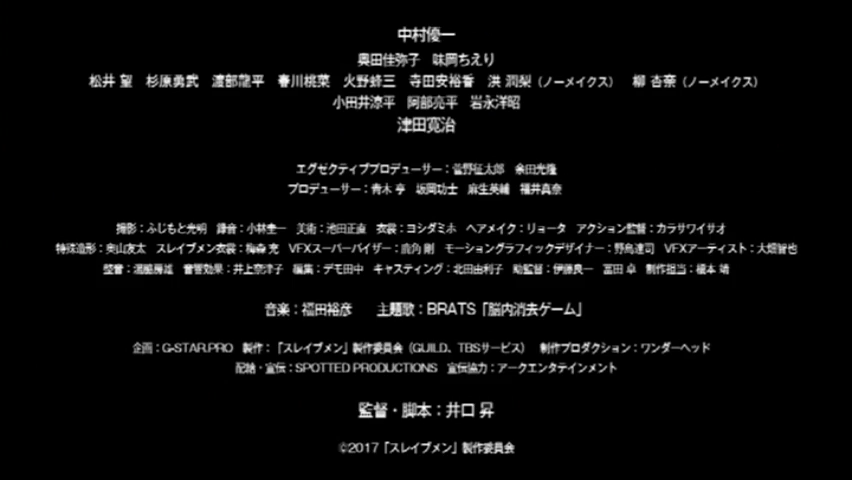 中村優一
奥田佳弥子　味岡ちえり
松井 望　杉原勇武　渡部龍平　春川桃菜　火野蜂三　寺田安裕香　洪 潤梨（ノーメイクス）　柳 杏奈（ノーメイクス）
小田井涼平　阿部亮平　岩永洋昭
津田寛治
エグゼクティブプロデューサー：菅野征太郎　余田光隆
プロデューサー：青木 亨　坂岡功士　麻生英輔　福井真奈
撮影：ふじもと光明　録音：小林圭一　美術：池田正直　衣裳：ヨシダミホ　ヘアメイク：リョータ　アクション監督：カラサワイサオ
特殊造形：奥山友太　スレイブメン衣裳：梅森 充　VFXスーパーバイザー：鹿角 剛　モーショングラフィックデザイナー：野島達司　VFXアーティスト：大畑智也
整音：酒都房雄　音響効果：井上奈津子　編集：デモ田中　キャスティング：北田由利子　助監督：伊藤良一　冨田 卓　制作担当：榎本 靖
音楽：福田裕彦　主題歌：BRATS「脳内消去ゲーム」
企画：G-STAR.PRO　製作：「スレイブメン」製作委員会（GUILD、TBSサービス）　制作プロダクション：ワンダーヘッド
配給・宣伝：SPOTTED PRODUCTIONS　宣伝協力：アークエンタテインメント
監督・脚本：井口 昇
©2017「スレイブメン」製作委員会